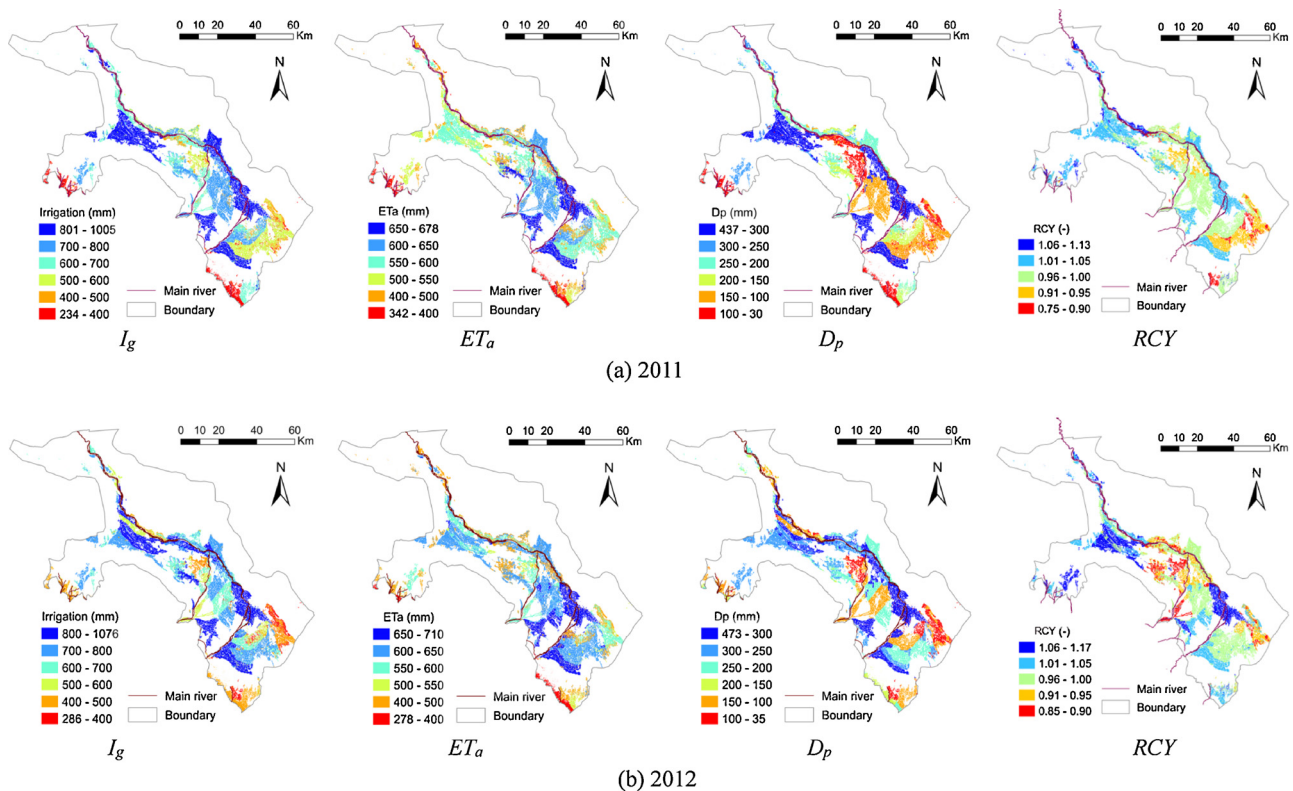 0 10 20 40 60
Km
N
Irrigation (mm)
801 - 1005
700 - 800
600 - 700
500 - 600
400 - 500
234 - 400
Main river
Boundary
Ig
0 10 20 40 60
Km
N
ETa (mm)
650 - 678
600 - 650
550 - 600
500 - 550
400 - 500
342 - 400
Main river
Boundary
ETa
0 10 20 40 60
Km
N
Dp (mm)
437 - 300
300 - 250
250 - 200
200 - 150
150 - 100
100 - 30
Main river
Boundary
Dp
0 10 20 40 60
Km
N
RCY (-)
1.06 - 1.13
1.01 - 1.05
0.96 - 1.00
0.91 - 0.95
0.75 - 0.90
Main river
Boundary
RCY
(a) 2011
0 10 20 40 60
Km
N
Irrigation (mm)
800 - 1076
700 - 800
600 - 700
500 - 600
400 - 500
286 - 400
Main river
Boundary
Ig
0 10 20 40 60
Km
N
ETa (mm)
650 - 710
600 - 650
550 - 600
500 - 550
400 - 500
278 - 400
Main river
Boundary
ETa
0 10 20 40 60
Km
N
Dp (mm)
473 - 300
300 - 250
250 - 200
200 - 150
150 - 100
100 - 35
Main river
Boundary
Dp
0 10 20 40 60
Km
N
RCY (-)
1.06 - 1.17
1.01 - 1.05
0.96 - 1.00
0.91 - 0.95
0.85 - 0.90
Main river
Boundary
RCY
(b) 2012